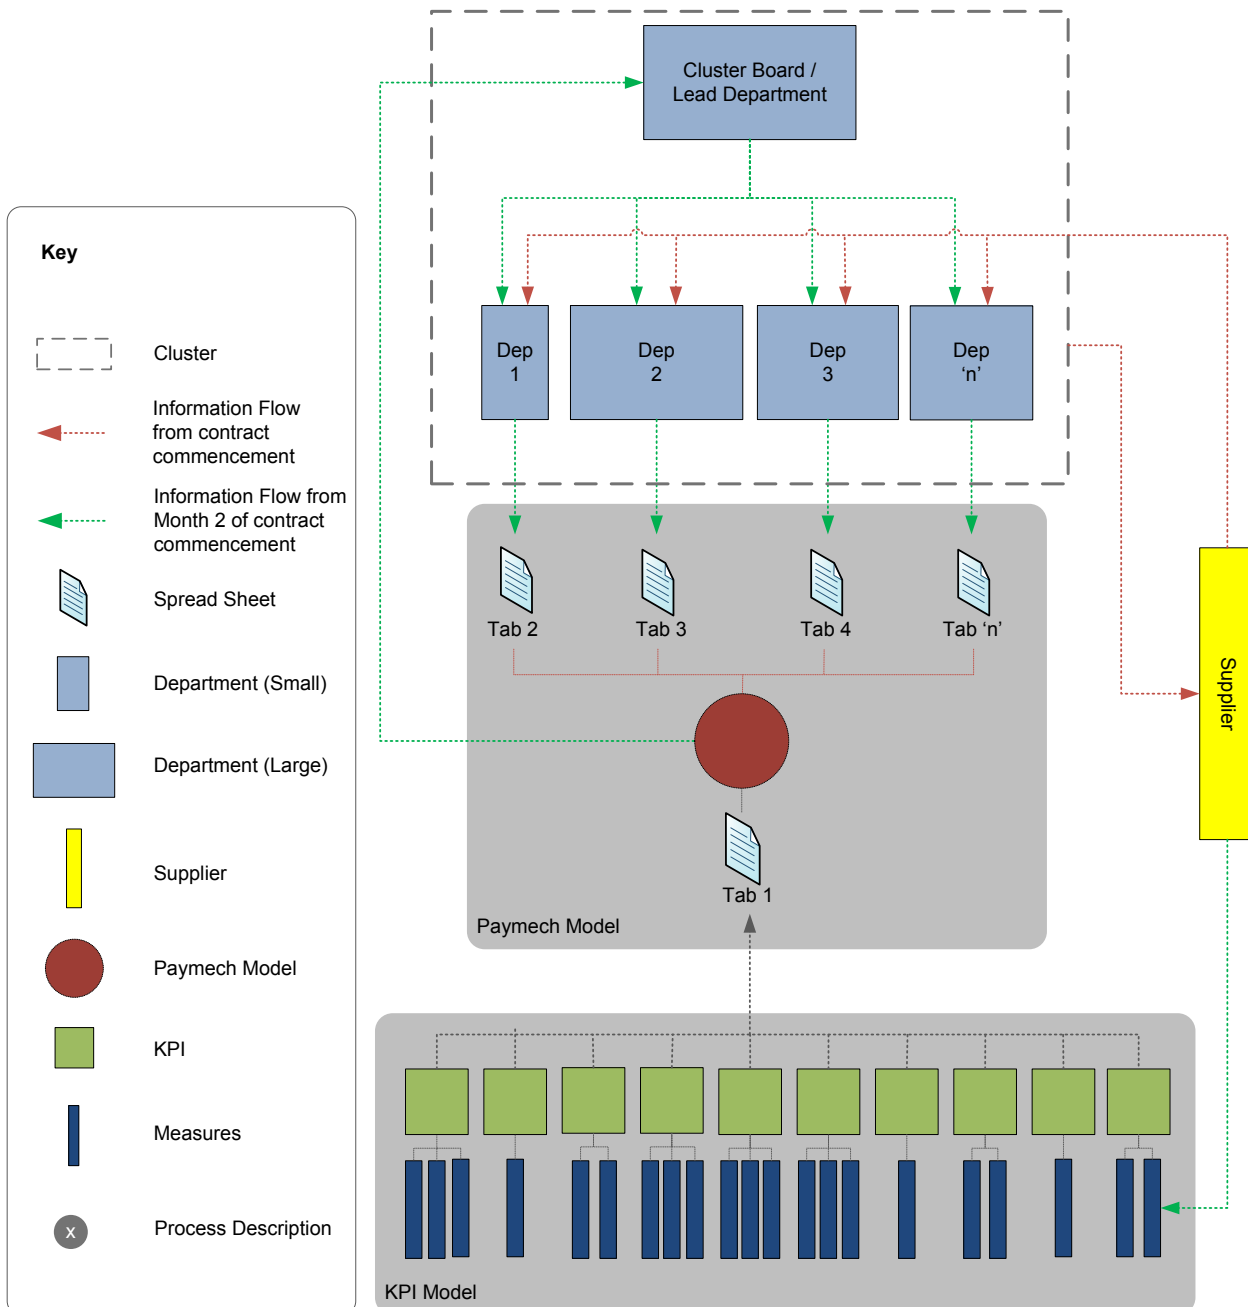 Cluster Board /
Lead Department
Key
Cluster
Information Flow
from contract
commencement
Information Flow from
Month 2 of contract
commencement
Spread Sheet
Department (Small)
Department (Large)
Supplier
Paymech Model
KPI
Measures
x
Process Description
Dep
1
Dep
2
Dep
3
Dep
‘n’
Tab 2
Tab 3
Tab 4
Tab ‘n’
Tab 1
Paymech Model
Supplier
KPI Model